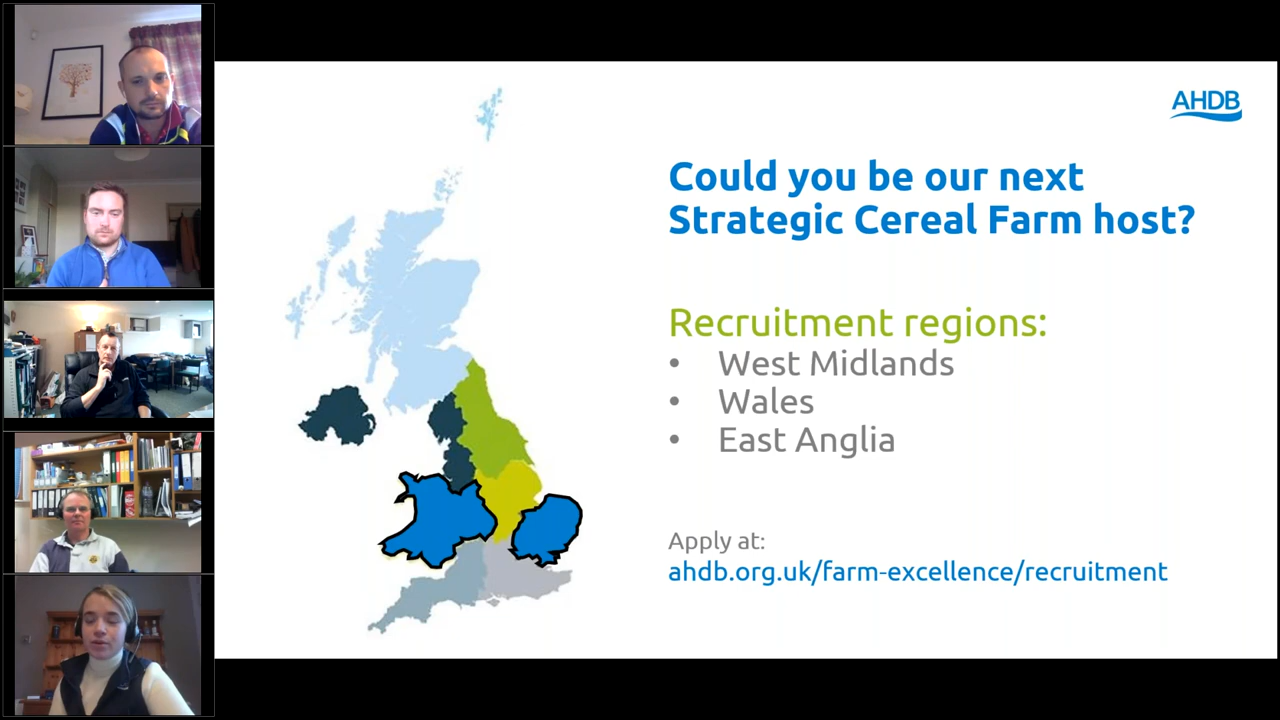 AHDB
Could you be our next
Strategic Cereal Farm host?
Recruitment regions:
• West Midlands
• Wales
• East Anglia
Apply at:
ahdb.org.uk/farm-excellence/recruitment